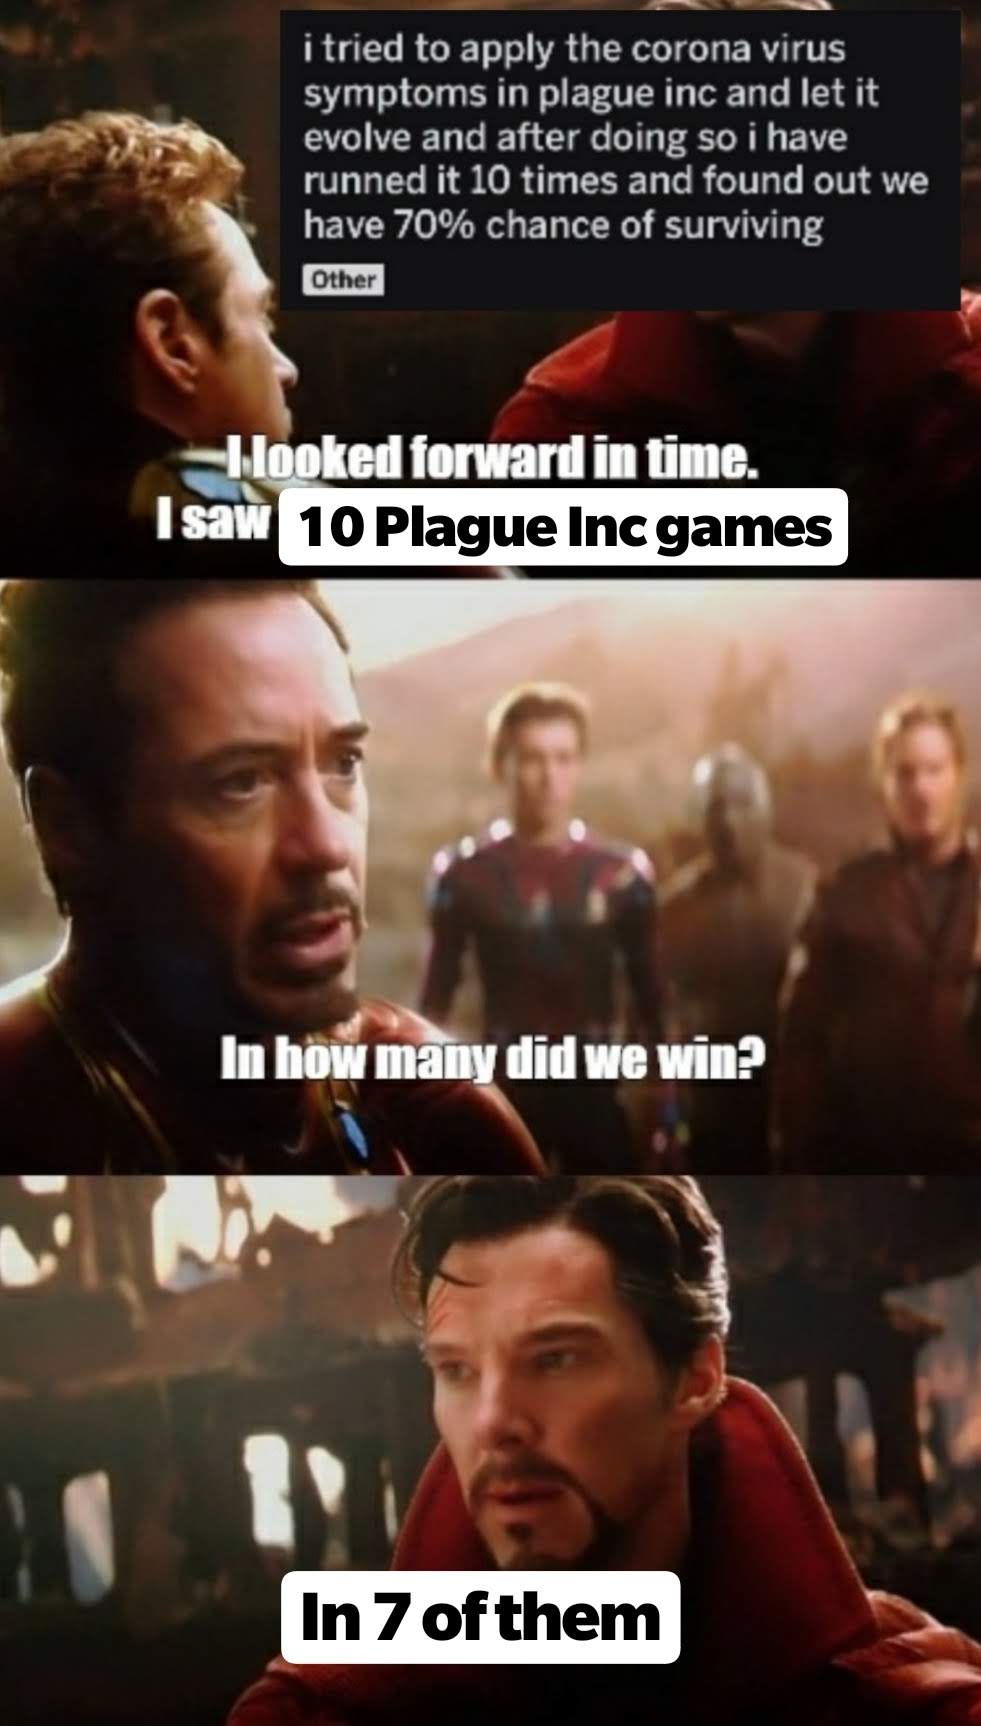 i tried to apply the corona virus
symptoms in plague inc and let it
evolve and after doing so i have
runned it 10 times and found out we
have 70% chance of surviving
Other
I looked forward in time.
I saw 10 Plague Inc games
In how many did we win?
In 7 of them